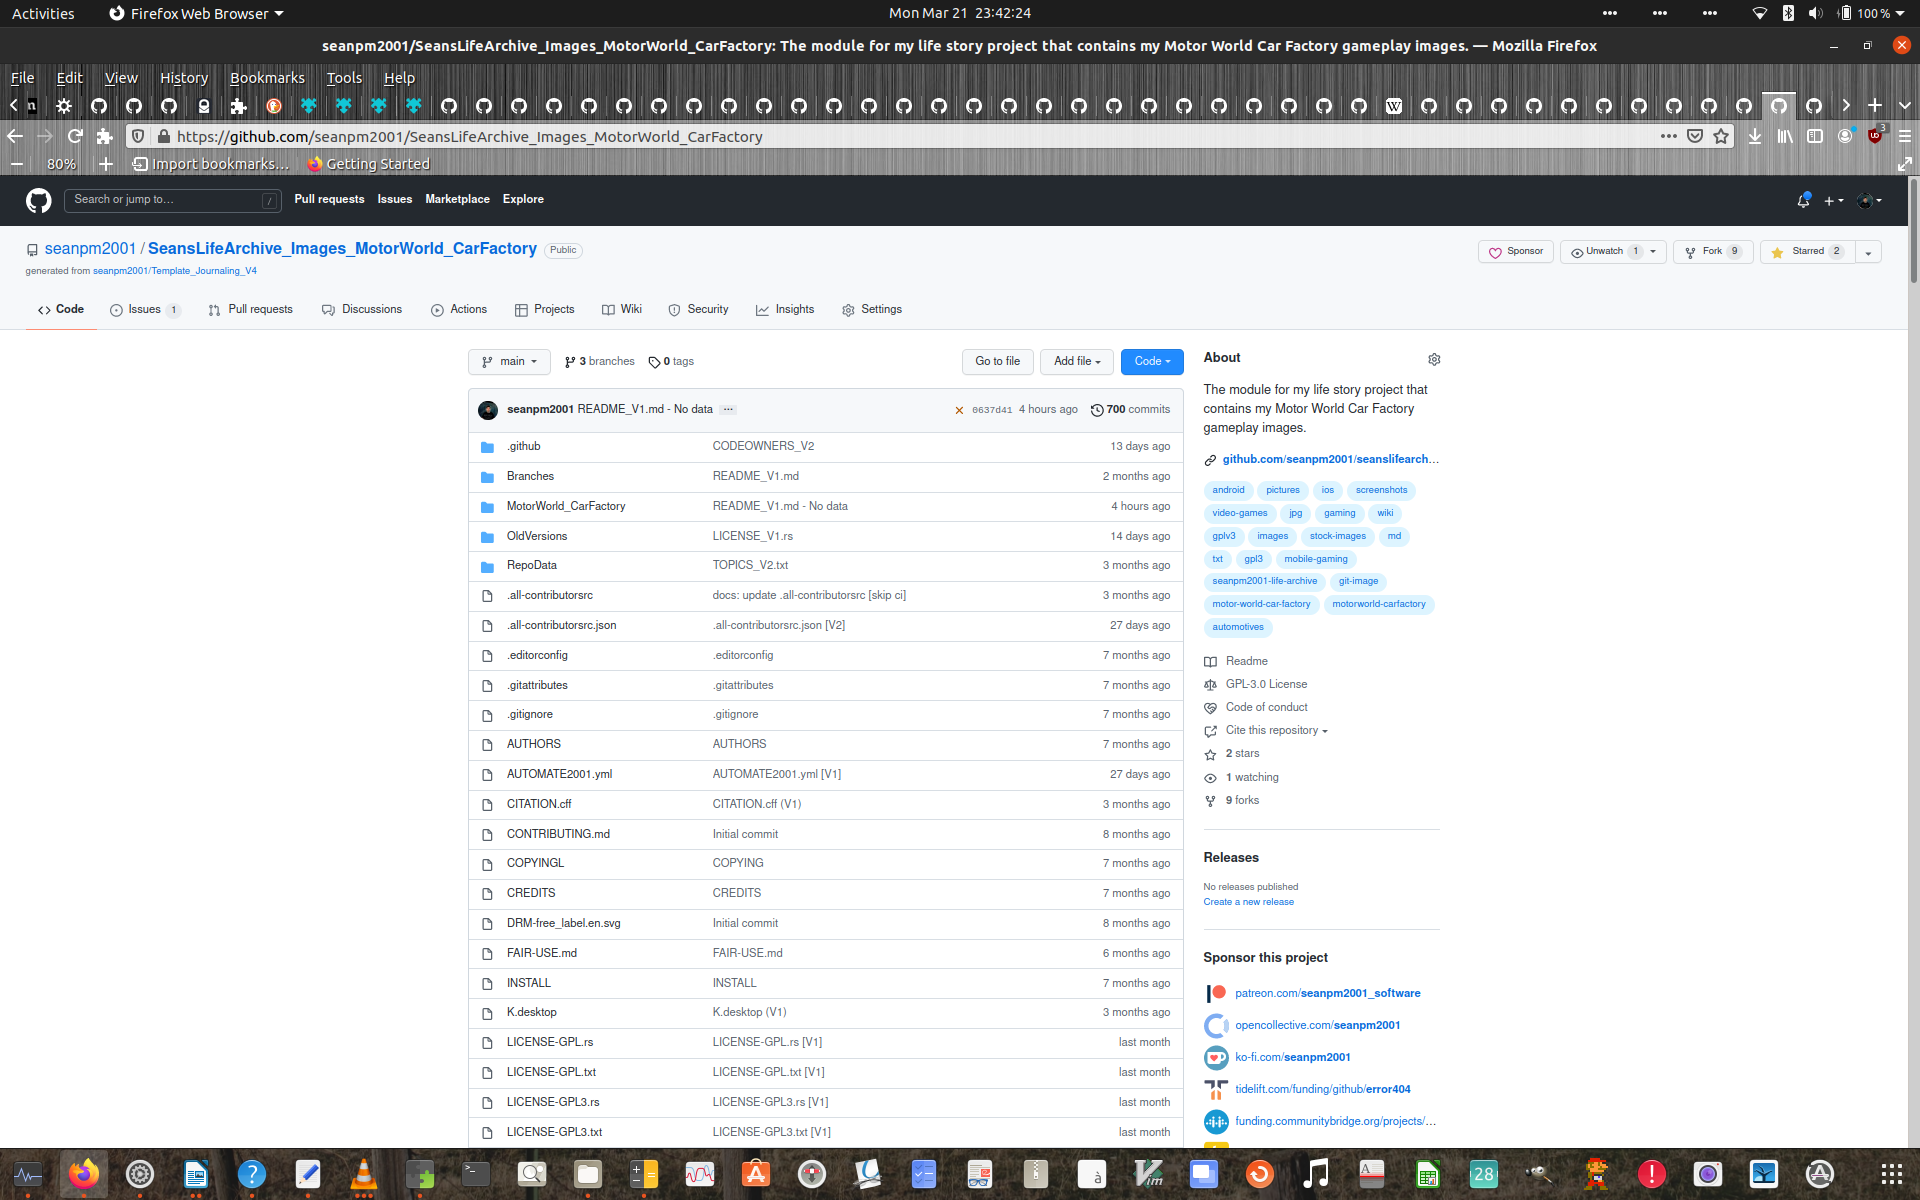 Activities Firefox Web Browser Mon Mar 21 23:42:24 100 %
seanpm2001/SeansLifeArchive_Images_MotorWorld_CarFactory: The module for my life story project that contains my Motor World Car Factory gameplay images. — Mozilla Firefox
File Edit View History Bookmarks Tools Help
https://github.com/seanpm2001/SeansLifeArchive_Images_MotorWorld_CarFactory 3
80% Import bookmarks… Getting Started
Search or jump to… / Pull requests Issues Marketplace Explore
seanpm2001 / SeansLifeArchive_Images_MotorWorld_CarFactory Public Sponsor Unwatch 1 Fork 9 Starred 2
generated from seanpm2001/Template_Journaling_V4
Code Issues 1 Pull requests Discussions Actions Projects Wiki Security Insights Settings
main 3 branches 0 tags Go to file Add file Code
seanpm2001 README_V1.md - No data ... 0637d41 4 hours ago 700 commits
.github CODEOWNERS_V2 13 days ago
Branches README_V1.md 2 months ago
MotorWorld_CarFactory README_V1.md - No data 4 hours ago
OldVersions LICENSE_V1.rs 14 days ago
RepoData TOPICS_V2.txt 3 months ago
.all-contributorsrc docs: update .all-contributorsrc [skip ci] 3 months ago
.all-contributorsrc.json .all-contributorsrc.json [V2] 27 days ago
.editorconfig .editorconfig 7 months ago
.gitattributes .gitattributes 7 months ago
.gitignore .gitignore 7 months ago
AUTHORS AUTHORS 7 months ago
AUTOMATE2001.yml AUTOMATE2001.yml [V1] 27 days ago
CITATION.cff CITATION.cff (V1) 3 months ago
CONTRIBUTING.md Initial commit 8 months ago
COPYINGL COPYING 7 months ago
CREDITS CREDITS 7 months ago
DRM-free_label.en.svg Initial commit 8 months ago
FAIR-USE.md FAIR-USE.md 6 months ago
INSTALL INSTALL 7 months ago
K.desktop K.desktop (V1) 3 months ago
LICENSE-GPL.rs LICENSE-GPL.rs [V1] last month
LICENSE-GPL.txt LICENSE-GPL.txt [V1] last month
LICENSE-GPL3.rs LICENSE-GPL3.rs [V1] last month
LICENSE-GPL3.txt LICENSE-GPL3.txt [V1] last month
About
The module for my life story project that
contains my Motor World Car Factory
gameplay images.
github.com/seanpm2001/seanslifearch…
android pictures ios screenshots
video-games jpg gaming wiki
gplv3 images stock-images md
txt gpl3 mobile-gaming
seanpm2001-life-archive git-image
motor-world-car-factory motorworld-carfactory
automotives
Readme
GPL-3.0 License
Code of conduct
Cite this repository
2 stars
1 watching
9 forks
Releases
No releases published
Create a new release
Sponsor this project
patreon.com/seanpm2001_software
opencollective.com/seanpm2001
ko-fi.com/seanpm2001
tidelift.com/funding/github/error404
funding.communitybridge.org/projects/…
28